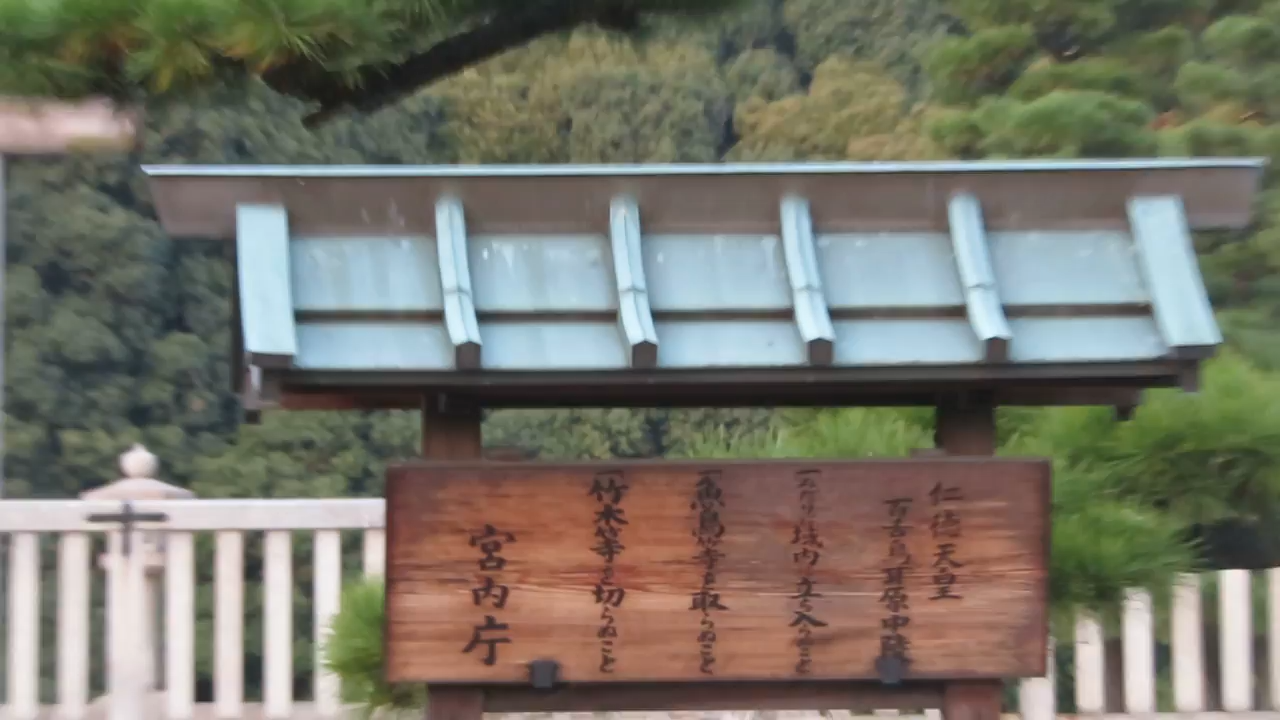 仁徳天皇
百舌鳥耳原中陵
一みだりに域内に立ち入らぬこと
一魚鳥等を取らぬこと
一竹木等を切らぬこと
宮内庁